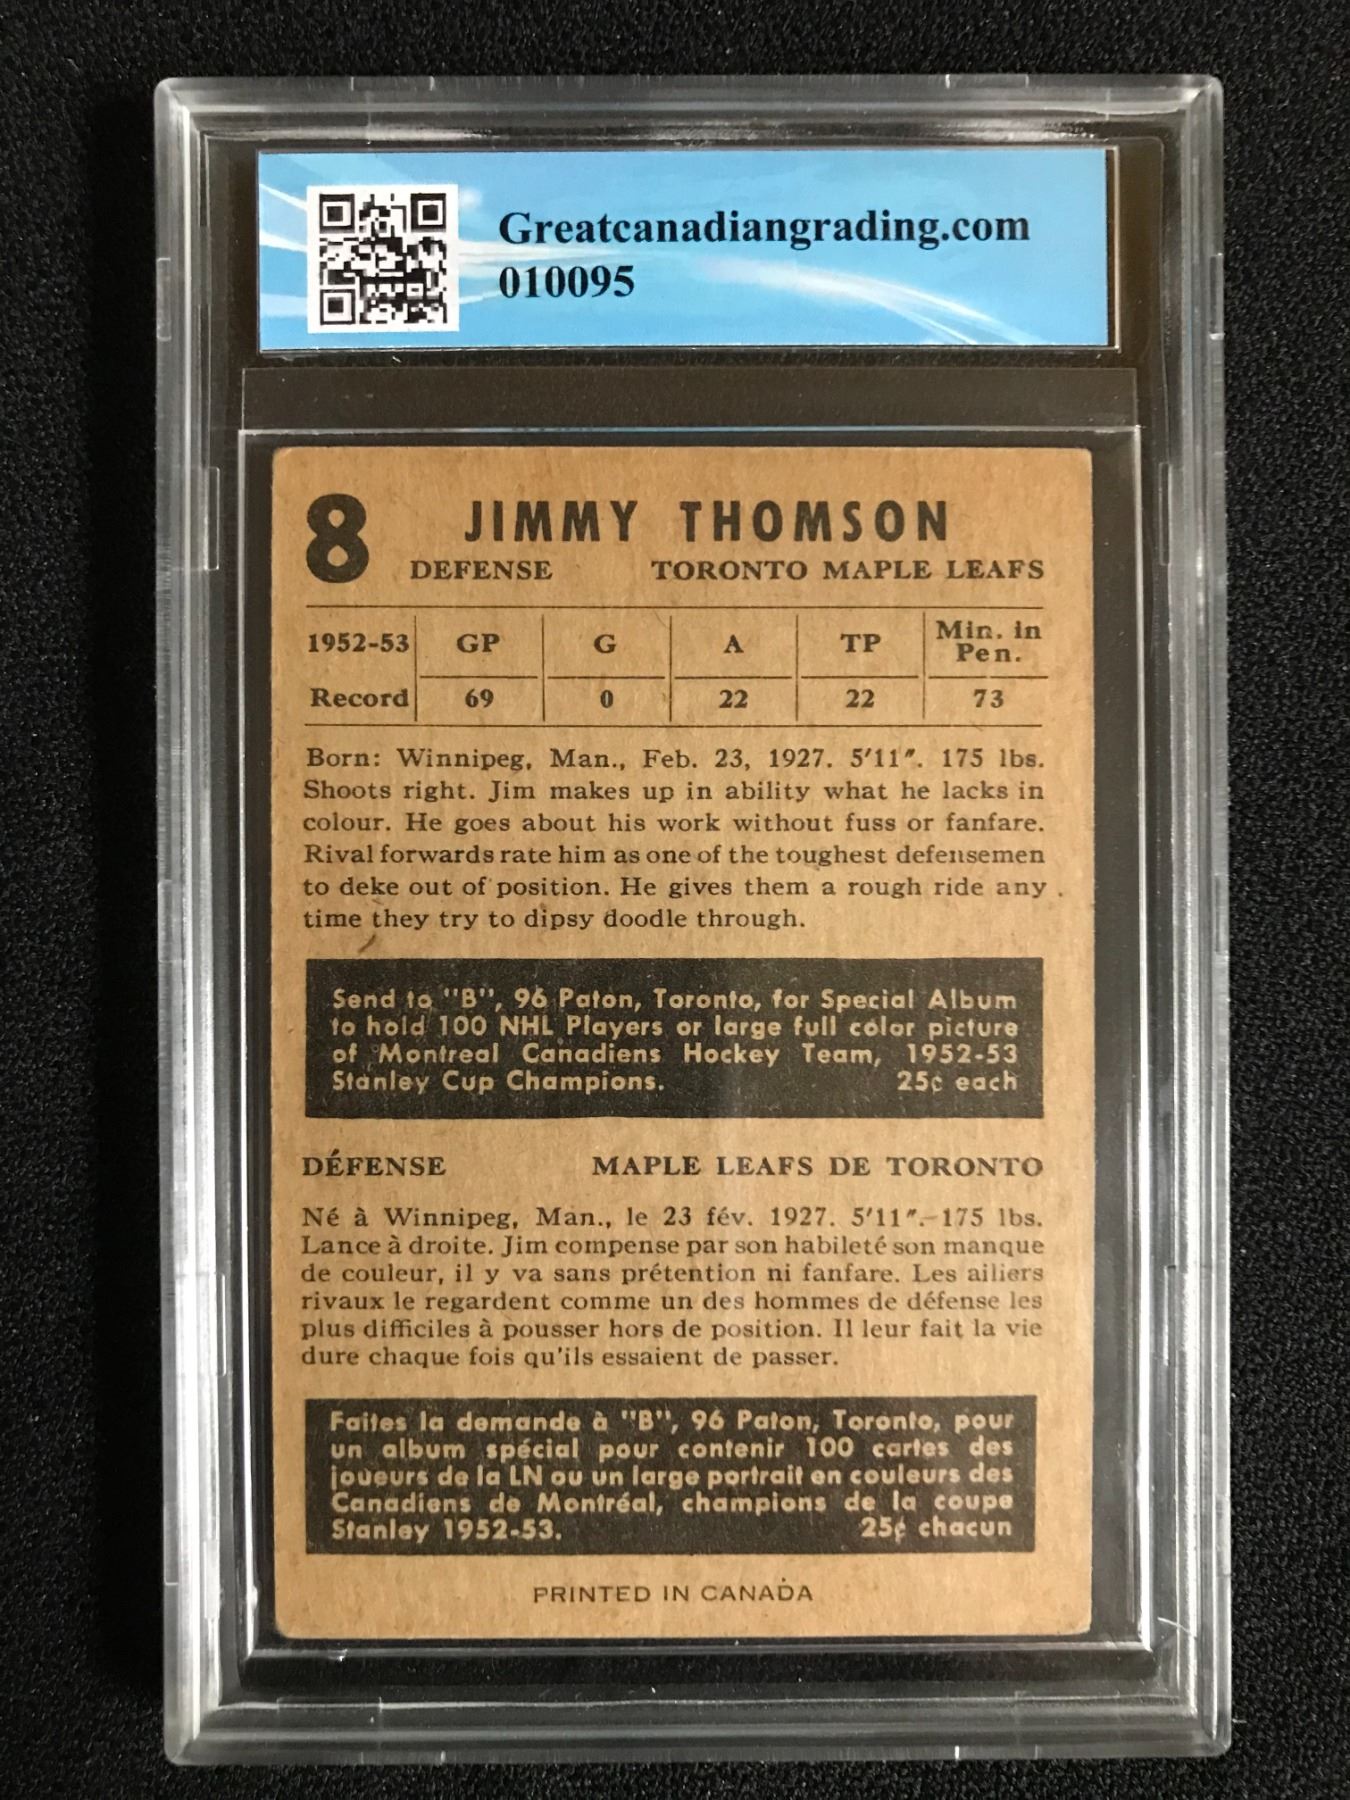 Greatcanadiangrading.com
010095
8 JIMMY THOMSON
DEFENSE TORONTO MAPLE LEAFS
1952-53 GP G A TP Min. in Pen.
Record 69 0 22 22 73
Born: Winnipeg, Man., Feb. 23, 1927. 5'11". 175 lbs.
Shoots right. Jim makes up in ability what he lacks in
colour. He goes about his work without fuss or fanfare.
Rival forwards rate him as one of the toughest defensemen
to deke out of position. He gives them a rough ride any
time they try to dipsy doodle through.
Send to "B", 96 Paton, Toronto, for Special Album
to hold 100 NHL Players or large full color picture
of Montreal Canadiens Hockey Team, 1952-53
Stanley Cup Champions. 25¢ each
DÉFENSE MAPLE LEAFS DE TORONTO
Né à Winnipeg, Man., le 23 fév. 1927. 5'11".-175 lbs.
Lance à droite. Jim compense par son habileté son manque
de couleur, il y va sans prétention ni fanfare. Les ailiers
rivaux le regardent comme un des hommes de défense les
plus difficiles à pousser hors de position. Il leur fait la vie
dure chaque fois qu'ils essaient de passer.
Faites la demande à "B", 96 Paton, Toronto, pour
un album spécial pour contenir 100 cartes des
joueurs de la LN ou un large portrait en couleurs des
Canadiens de Montréal, champions de la coupe
Stanley 1952-53. 25¢ chacun
PRINTED IN CANADA